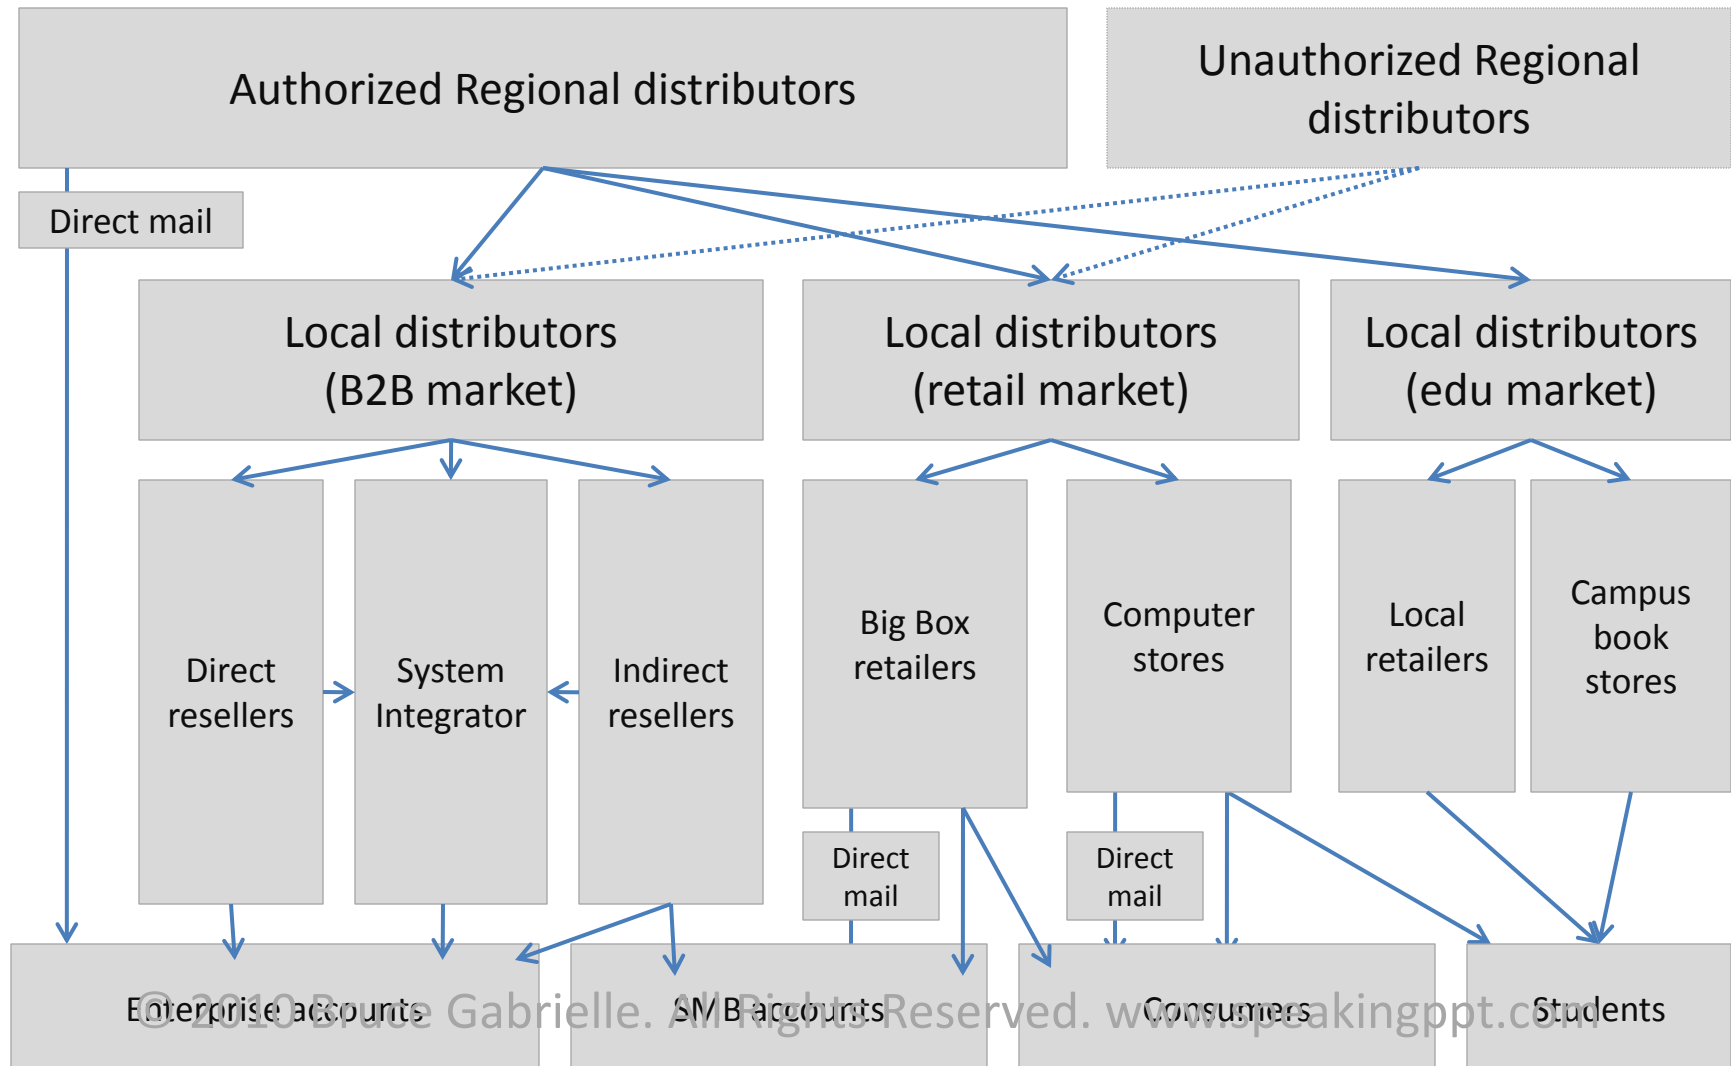 Authorized Regional distributors
Unauthorized Regional
distributors
Direct mail
Local distributors
(B2B market)
Local distributors
(retail market)
Local distributors
(edu market)
Direct
resellers
System
Integrator
Indirect
resellers
Big Box
retailers
Computer
stores
Local
retailers
Campus
book
stores
Direct
mail
Direct
mail
Enterprise accounts
SMB accounts
Consumers
Students
© 2010 Bruce Gabrielle. All Rights Reserved. www.speakingppt.com